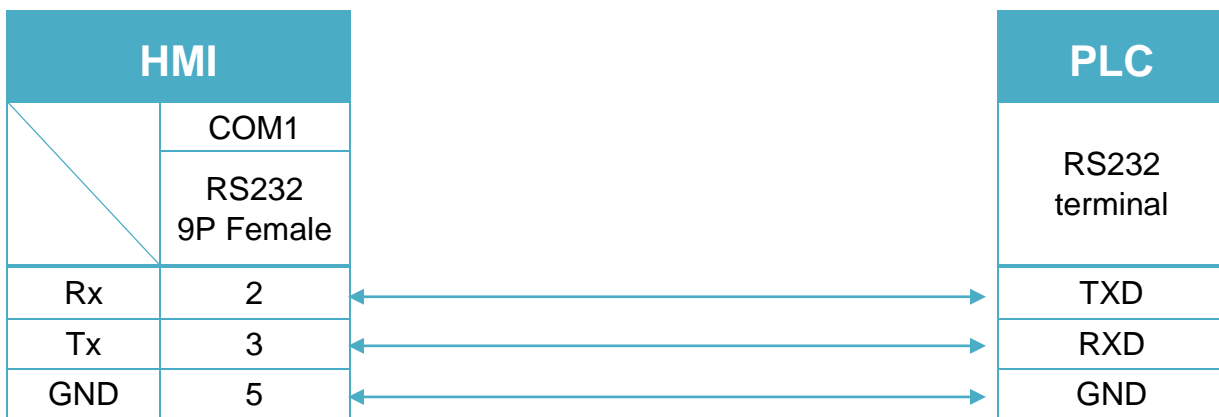 HMI
PLC
COM1
RS232
9P Female
RS232
terminal
Rx 2 TXD
Tx 3 RXD
GND 5 GND